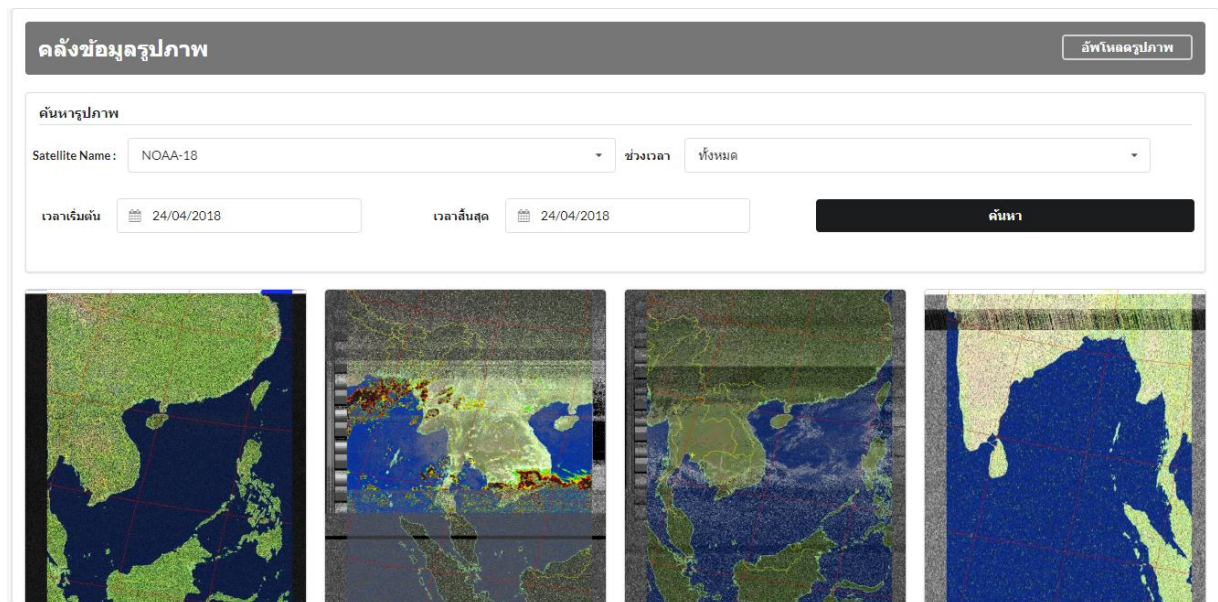 คลังข้อมูลรูปภาพ
อัพโหลดรูปภาพ
ค้นหารูปภาพ
Satellite Name : NOAA-18 ช่วงเวลา ทั้งหมด
เวลาเริ่มต้น 24/04/2018 เวลาสิ้นสุด 24/04/2018 ค้นหา